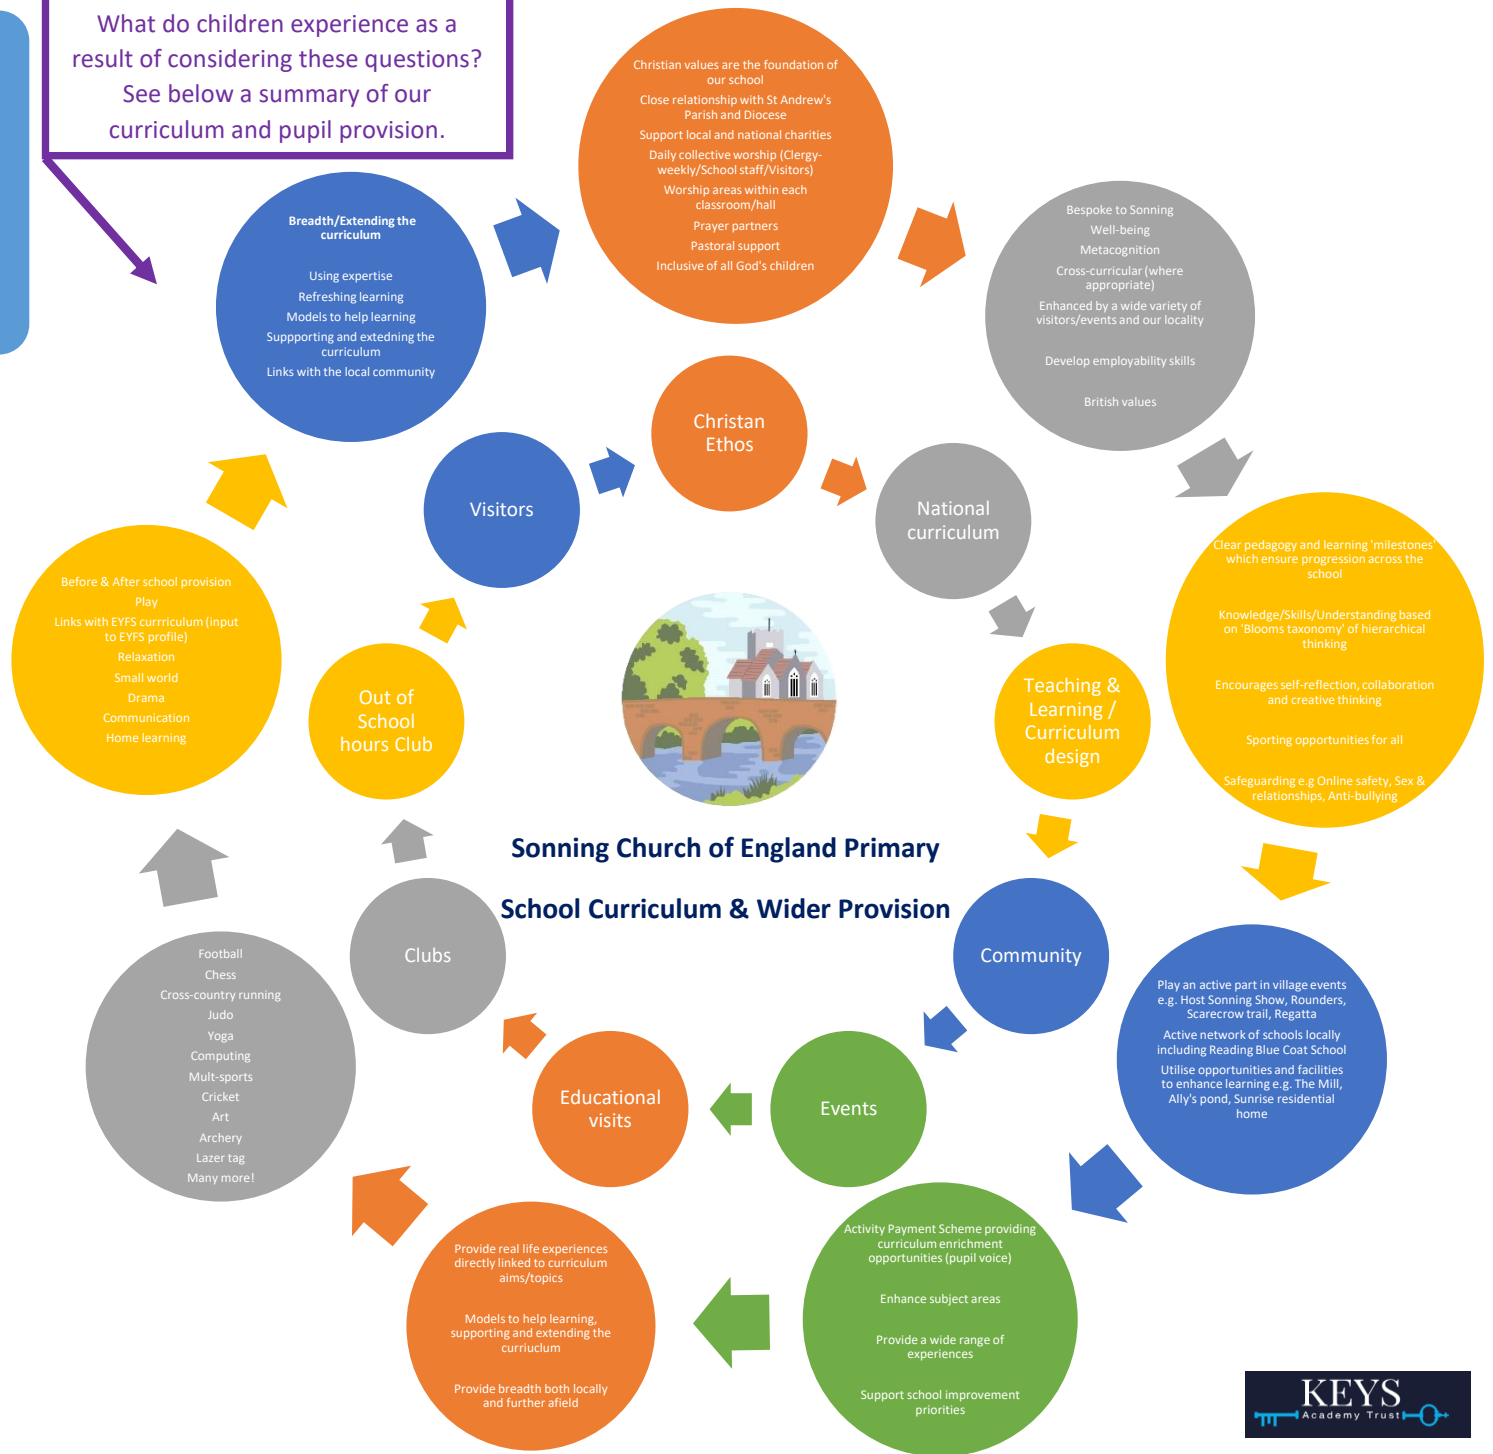 What do children experience as a
result of considering these questions?
See below a summary of our
curriculum and pupil provision.
Christian values are the foundation of
our school
Close relationship with St Andrew's
Parish and Diocese
Support local and national charities
Daily collective worship (Clergy-
weekly/School staff/Visitors)
Worship areas within each
classroom/hall
Prayer partners
Pastoral support
Inclusive of all God's children
Bespoke to Sonning
Well-being
Metacognition
Cross-curricular (where
appropriate)
Enhanced by a wide variety of
visitors/events and our locality
Develop employability skills
British values
Clear pedagogy and learning 'milestones'
which ensure progression across the
school
Knowledge/Skills/Understanding based
on 'Blooms taxonomy' of hierarchical
thinking
Encourages self-reflection, collaboration
and creative thinking
Sporting opportunities for all
Safeguarding e.g Online safety, Sex &
relationships, Anti-bullying
Play an active part in village events
e.g. Host Sonning Show, Rounders,
Scarecrow trail, Regatta
Active network of schools locally
including Reading Blue Coat School
Utilise opportunities and facilities
to enhance learning e.g. The Mill,
Ally's pond, Sunrise residential
home
Activity Payment Scheme providing
curriculum enrichment
opportunities (pupil voice)
Enhance subject areas
Provide a wide range of
experiences
Support school improvement
priorities
Provide real life experiences
directly linked to curriculum
aims/topics
Models to help learning,
supporting and extending the
curriuclum
Provide breadth both locally
and further afield
Football
Chess
Cross-country running
Judo
Yoga
Computing
Mult-sports
Cricket
Art
Archery
Lazer tag
Many more!
Before & After school provision
Play
Links with EYFS currriculum (input
to EYFS profile)
Relaxation
Small world
Drama
Communication
Home learning
Breadth/Extending the
curriculum
Using expertise
Refreshing learning
Models to help learning
Suppporting and extedning the
curriculum
Links with the local community
Christan
Ethos
National
curriculum
Teaching &
Learning /
Curriculum
design
Community
Events
Educational
visits
Clubs
Out of
School
hours Club
Visitors
Sonning Church of England Primary
School Curriculum & Wider Provision
KEYS
Academy Trust